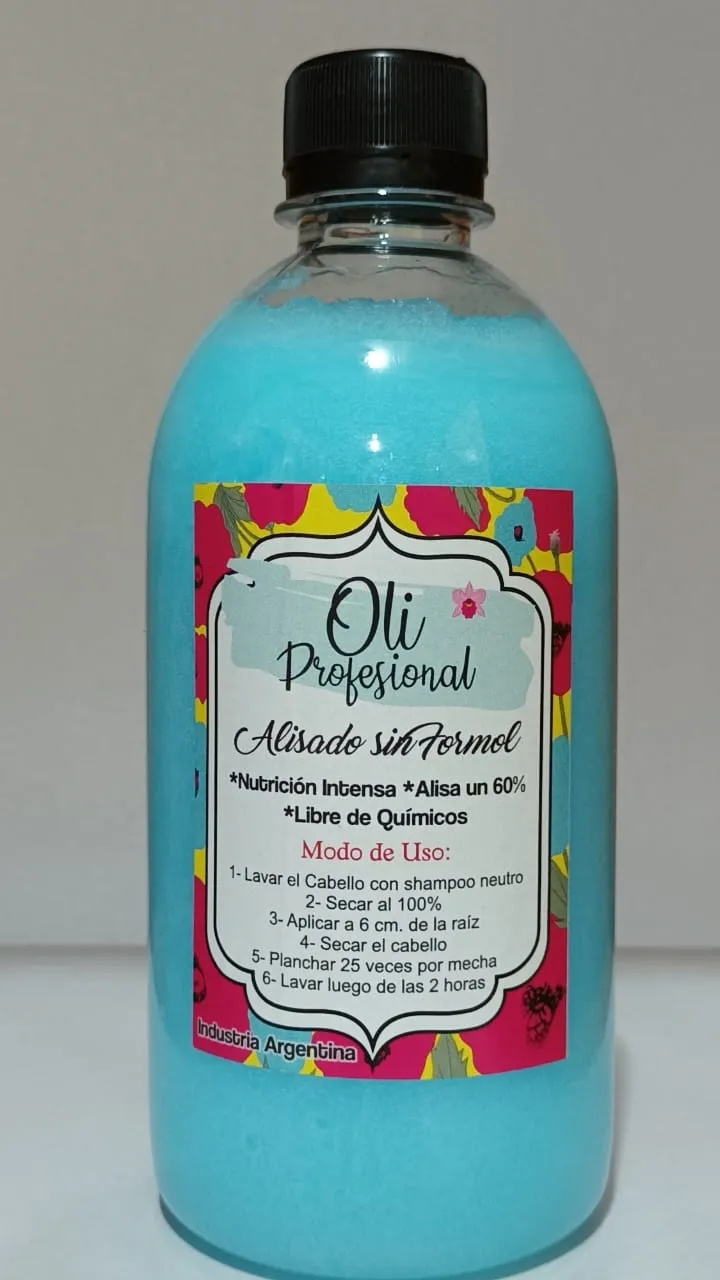 Oli
Profesional
Alisado sin Formol
*Nutrición Intensa *Alisa un 60%
*Libre de Químicos
Modo de Uso:
1- Lavar el Cabello con shampoo neutro
2- Secar al 100%
3- Aplicar a 6 cm. de la raíz
4- Secar el cabello
5- Planchar 25 veces por mecha
6- Lavar luego de las 2 horas
Industria Argentina